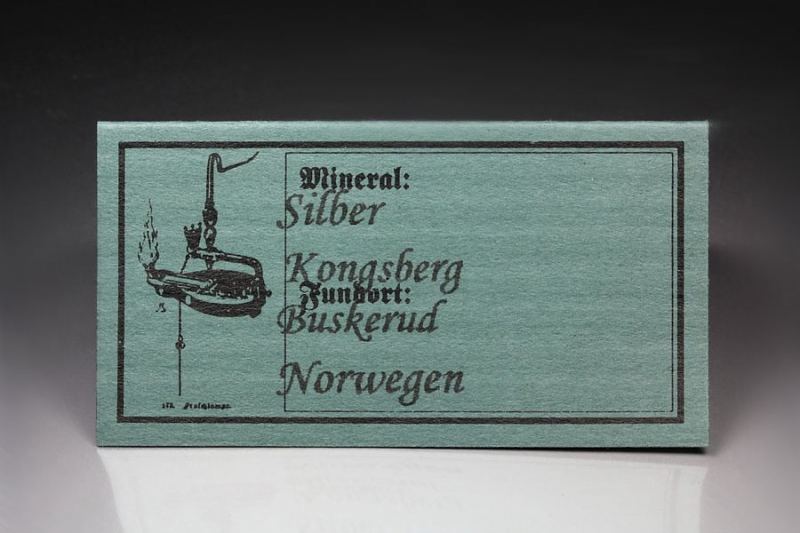 Mineral:
Silber
Kongsberg
Fundort:
Buskerud
Norwegen